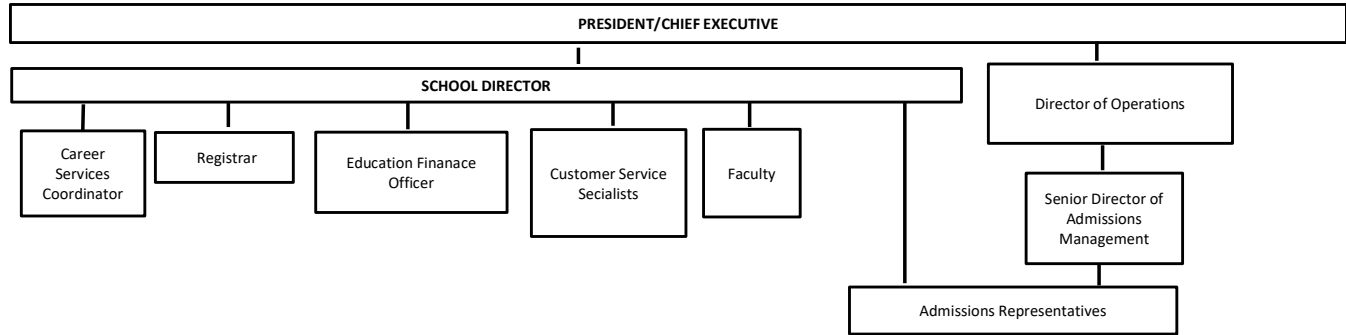 PRESIDENT/CHIEF EXECUTIVE
SCHOOL DIRECTOR
Director of Operations
Career
Services
Coordinator
Registrar
Education Finanace
Officer
Customer Service
Secialists
Faculty
Senior Director of
Admissions
Management
Admissions Representatives